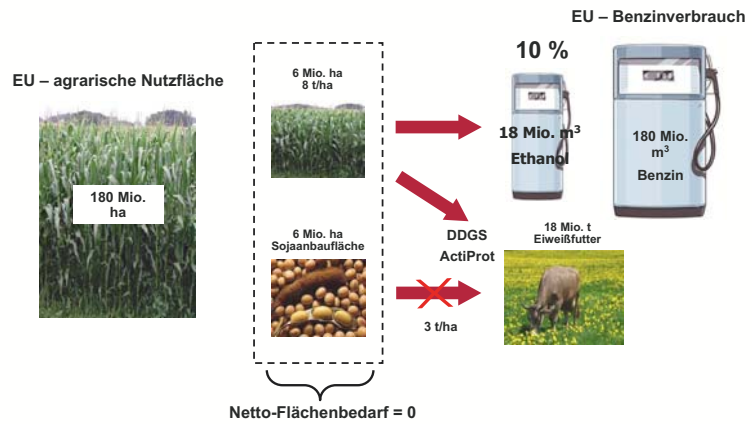 EU – Benzinverbrauch
10 %
EU – agrarische Nutzfläche
6 Mio. ha
8 t/ha
18 Mio. m³
Ethanol
180 Mio.
m³
Benzin
180 Mio.
ha
6 Mio. ha
Sojaanbaufläche
DDGS
ActiProt
18 Mio. t
Eiweißfutter
3 t/ha
Netto-Flächenbedarf = 0